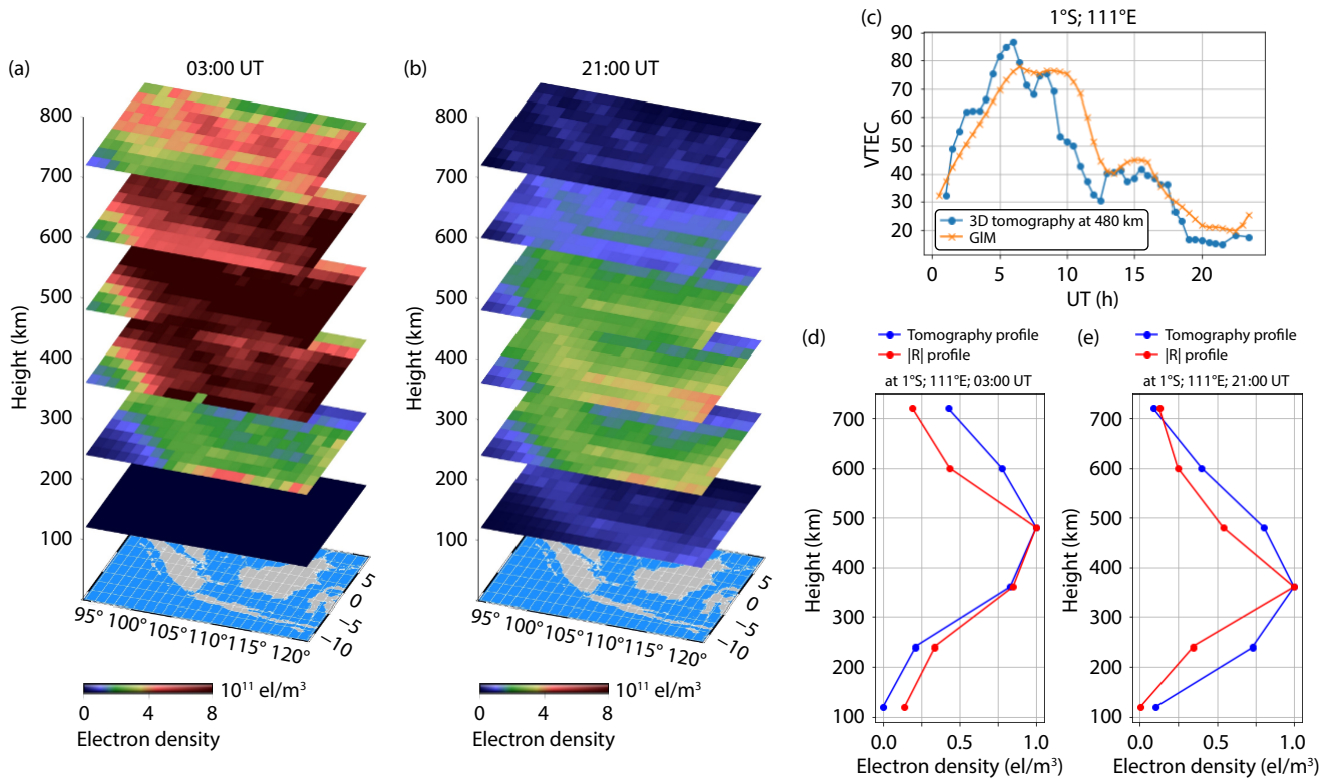 (a)
03:00 UT
800
700
600
500
400
300
200
100
Height (km)
95° 100° 105° 110° 115° 120°
5
0
−5
−10
10¹¹ el/m³
0 4 8
Electron density
(b)
21:00 UT
800
700
600
500
400
300
200
100
Height (km)
95° 100° 105° 110° 115° 120°
5
0
−5
−10
10¹¹ el/m³
0 4 8
Electron density
(c)
1°S; 111°E
90
80
70
60
50
40
30
20
VTEC
3D tomography at 480 km
GIM
0 5 10 15 20
UT (h)
(d)
Tomography profile
|R| profile
at 1°S; 111°E; 03:00 UT
700
600
500
400
300
200
100
Height (km)
0.0 0.5 1.0
Electron density (el/m³)
(e)
Tomography profile
|R| profile
at 1°S; 111°E; 21:00 UT
700
600
500
400
300
200
100
Height (km)
0.0 0.5 1.0
Electron density (el/m³)